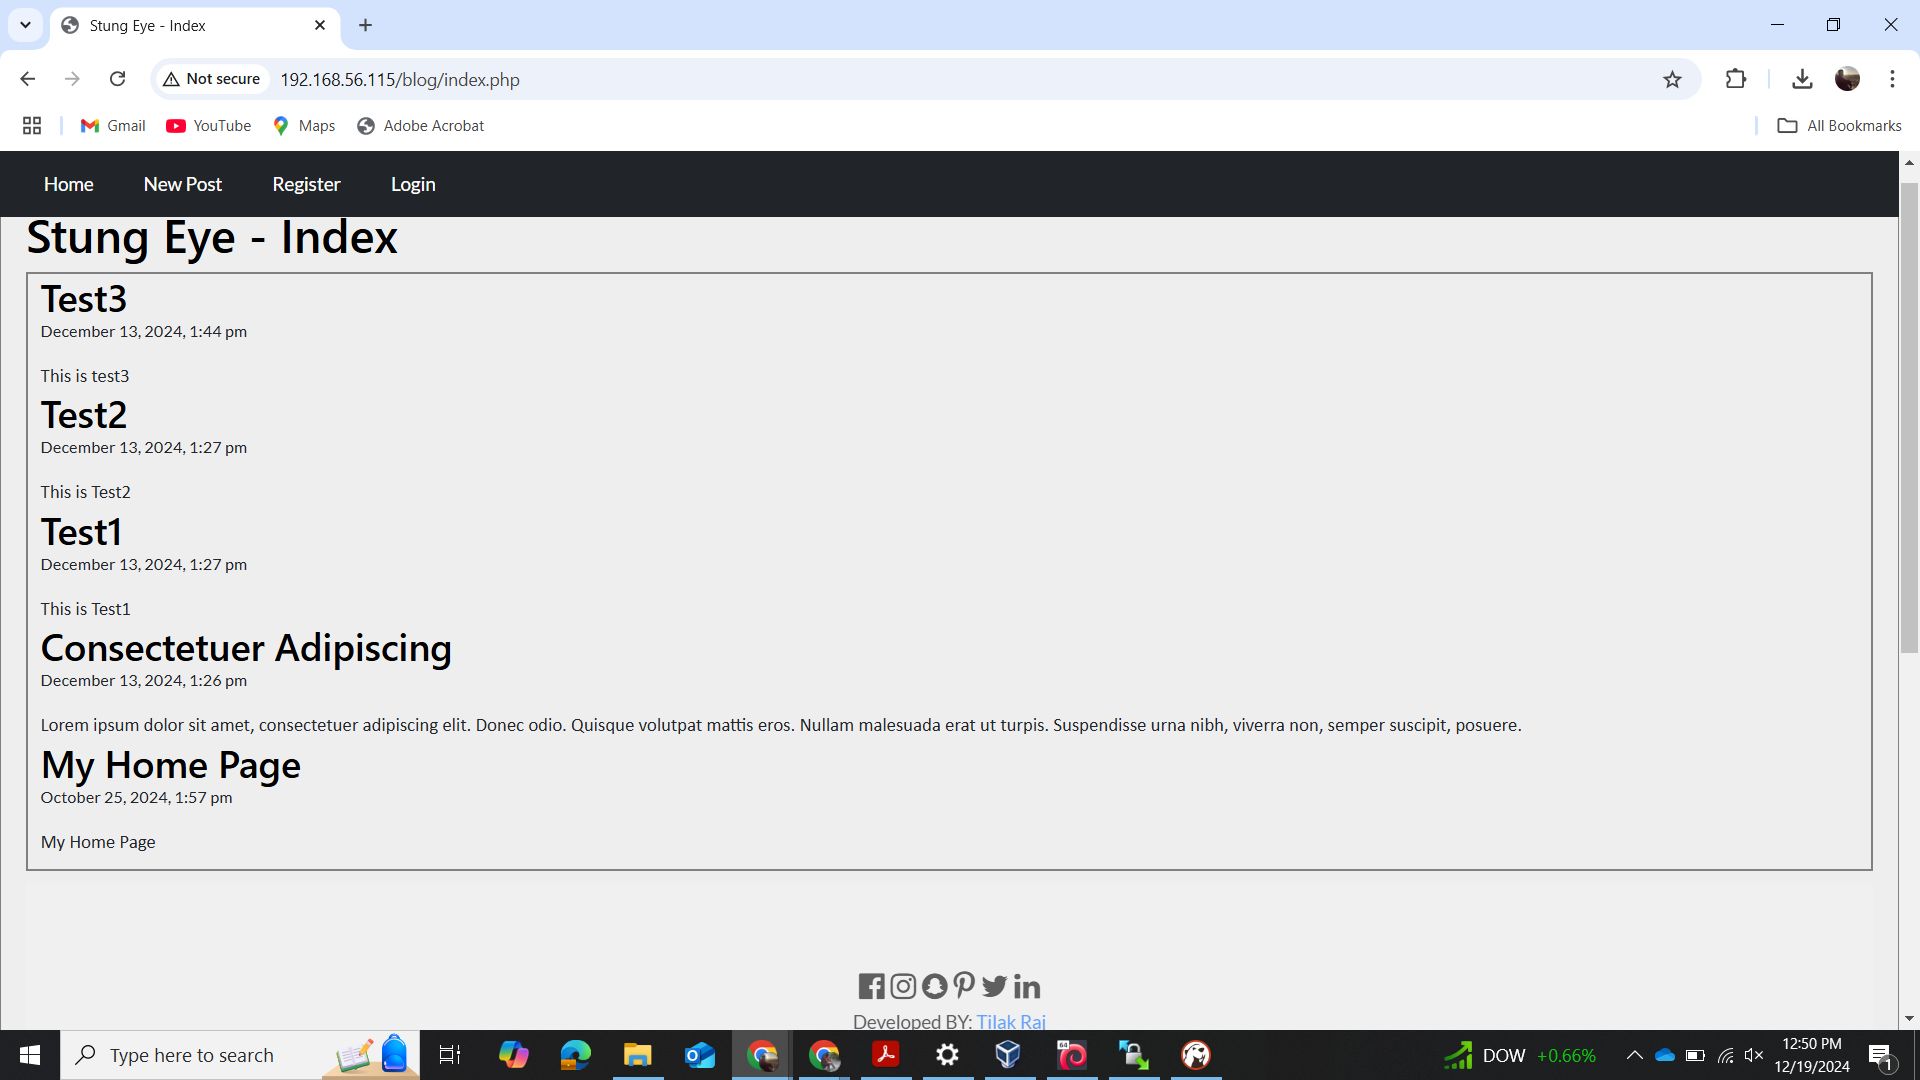 Stung Eye - Index
Not secure
192.168.56.115/blog/index.php
Gmail
YouTube
Maps
Adobe Acrobat
All Bookmarks
Home
New Post
Register
Login
Stung Eye - Index
Test3
December 13, 2024, 1:44 pm
This is test3
Test2
December 13, 2024, 1:27 pm
This is Test2
Test1
December 13, 2024, 1:27 pm
This is Test1
Consectetuer Adipiscing
December 13, 2024, 1:26 pm
Lorem ipsum dolor sit amet, consectetuer adipiscing elit. Donec odio. Quisque volutpat mattis eros. Nullam malesuada erat ut turpis. Suspendisse urna nibh, viverra non, semper suscipit, posuere.
My Home Page
October 25, 2024, 1:57 pm
My Home Page
Developed BY: Tilak Raj
Type here to search
64
DOW +0.66%
12:50 PM
12/19/2024
1